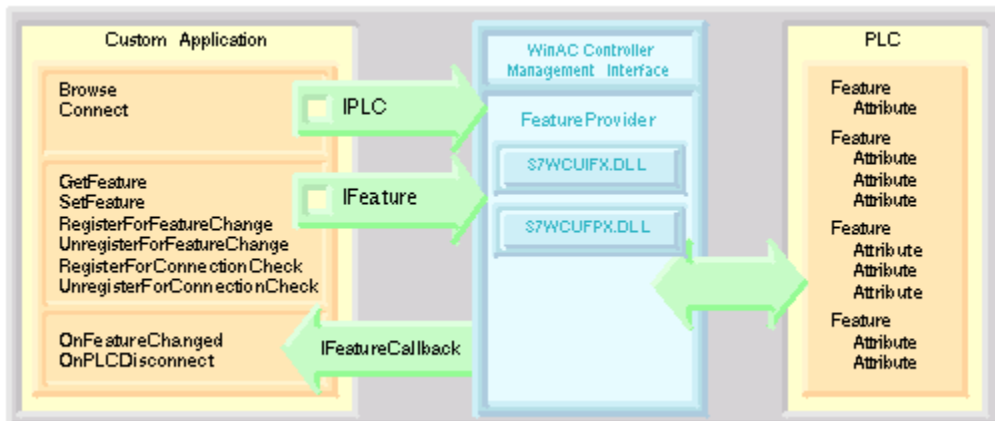 Custom Application
Browse
Connect
GetFeature
SetFeature
RegisterForFeatureChange
UnregisterForFeatureChange
RegisterForConnectionCheck
UnregisterForConnectionCheck
OnFeatureChanged
OnPLCDisconnect
IPLC
IFeature
IFeatureCallback
WinAC Controller
Management Interface
FeatureProvider
S7WCUIFX.DLL
S7WCUFPX.DLL
PLC
Feature
Attribute
Feature
Attribute
Attribute
Attribute
Feature
Attribute
Attribute
Attribute
Feature
Attribute
Attribute